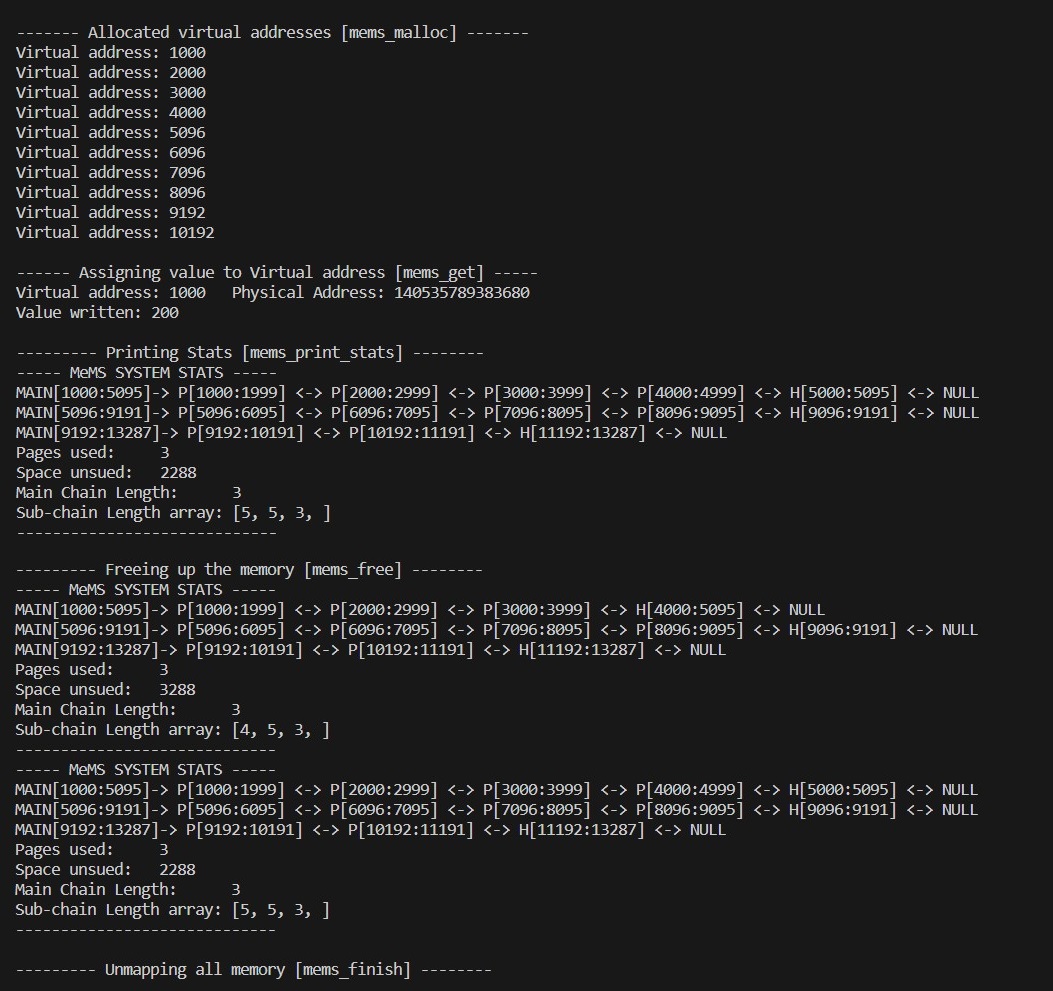 ------- Allocated virtual addresses [mems_malloc] -------
Virtual address: 1000
Virtual address: 2000
Virtual address: 3000
Virtual address: 4000
Virtual address: 5096
Virtual address: 6096
Virtual address: 7096
Virtual address: 8096
Virtual address: 9192
Virtual address: 10192

------ Assigning value to Virtual address [mems_get] -----
Virtual address: 1000   Physical Address: 140535789383680
Value written: 200

--------- Printing Stats [mems_print_stats] --------
----- MeMS SYSTEM STATS -----
MAIN[1000:5095]-> P[1000:1999] <-> P[2000:2999] <-> P[3000:3999] <-> P[4000:4999] <-> H[5000:5095] <-> NULL
MAIN[5096:9191]-> P[5096:6095] <-> P[6096:7095] <-> P[7096:8095] <-> P[8096:9095] <-> H[9096:9191] <-> NULL
MAIN[9192:13287]-> P[9192:10191] <-> P[10192:11191] <-> H[11192:13287] <-> NULL
Pages used:     3
Space unsued:   2288
Main Chain Length:      3
Sub-chain Length array: [5, 5, 3, ]
-----------------------------

--------- Freeing up the memory [mems_free] --------
----- MeMS SYSTEM STATS -----
MAIN[1000:5095]-> P[1000:1999] <-> P[2000:2999] <-> P[3000:3999] <-> H[4000:5095] <-> NULL
MAIN[5096:9191]-> P[5096:6095] <-> P[6096:7095] <-> P[7096:8095] <-> P[8096:9095] <-> H[9096:9191] <-> NULL
MAIN[9192:13287]-> P[9192:10191] <-> P[10192:11191] <-> H[11192:13287] <-> NULL
Pages used:     3
Space unsued:   3288
Main Chain Length:      3
Sub-chain Length array: [4, 5, 3, ]
-----------------------------
----- MeMS SYSTEM STATS -----
MAIN[1000:5095]-> P[1000:1999] <-> P[2000:2999] <-> P[3000:3999] <-> P[4000:4999] <-> H[5000:5095] <-> NULL
MAIN[5096:9191]-> P[5096:6095] <-> P[6096:7095] <-> P[7096:8095] <-> P[8096:9095] <-> H[9096:9191] <-> NULL
MAIN[9192:13287]-> P[9192:10191] <-> P[10192:11191] <-> H[11192:13287] <-> NULL
Pages used:     3
Space unsued:   2288
Main Chain Length:      3
Sub-chain Length array: [5, 5, 3, ]
-----------------------------

--------- Unmapping all memory [mems_finish] --------